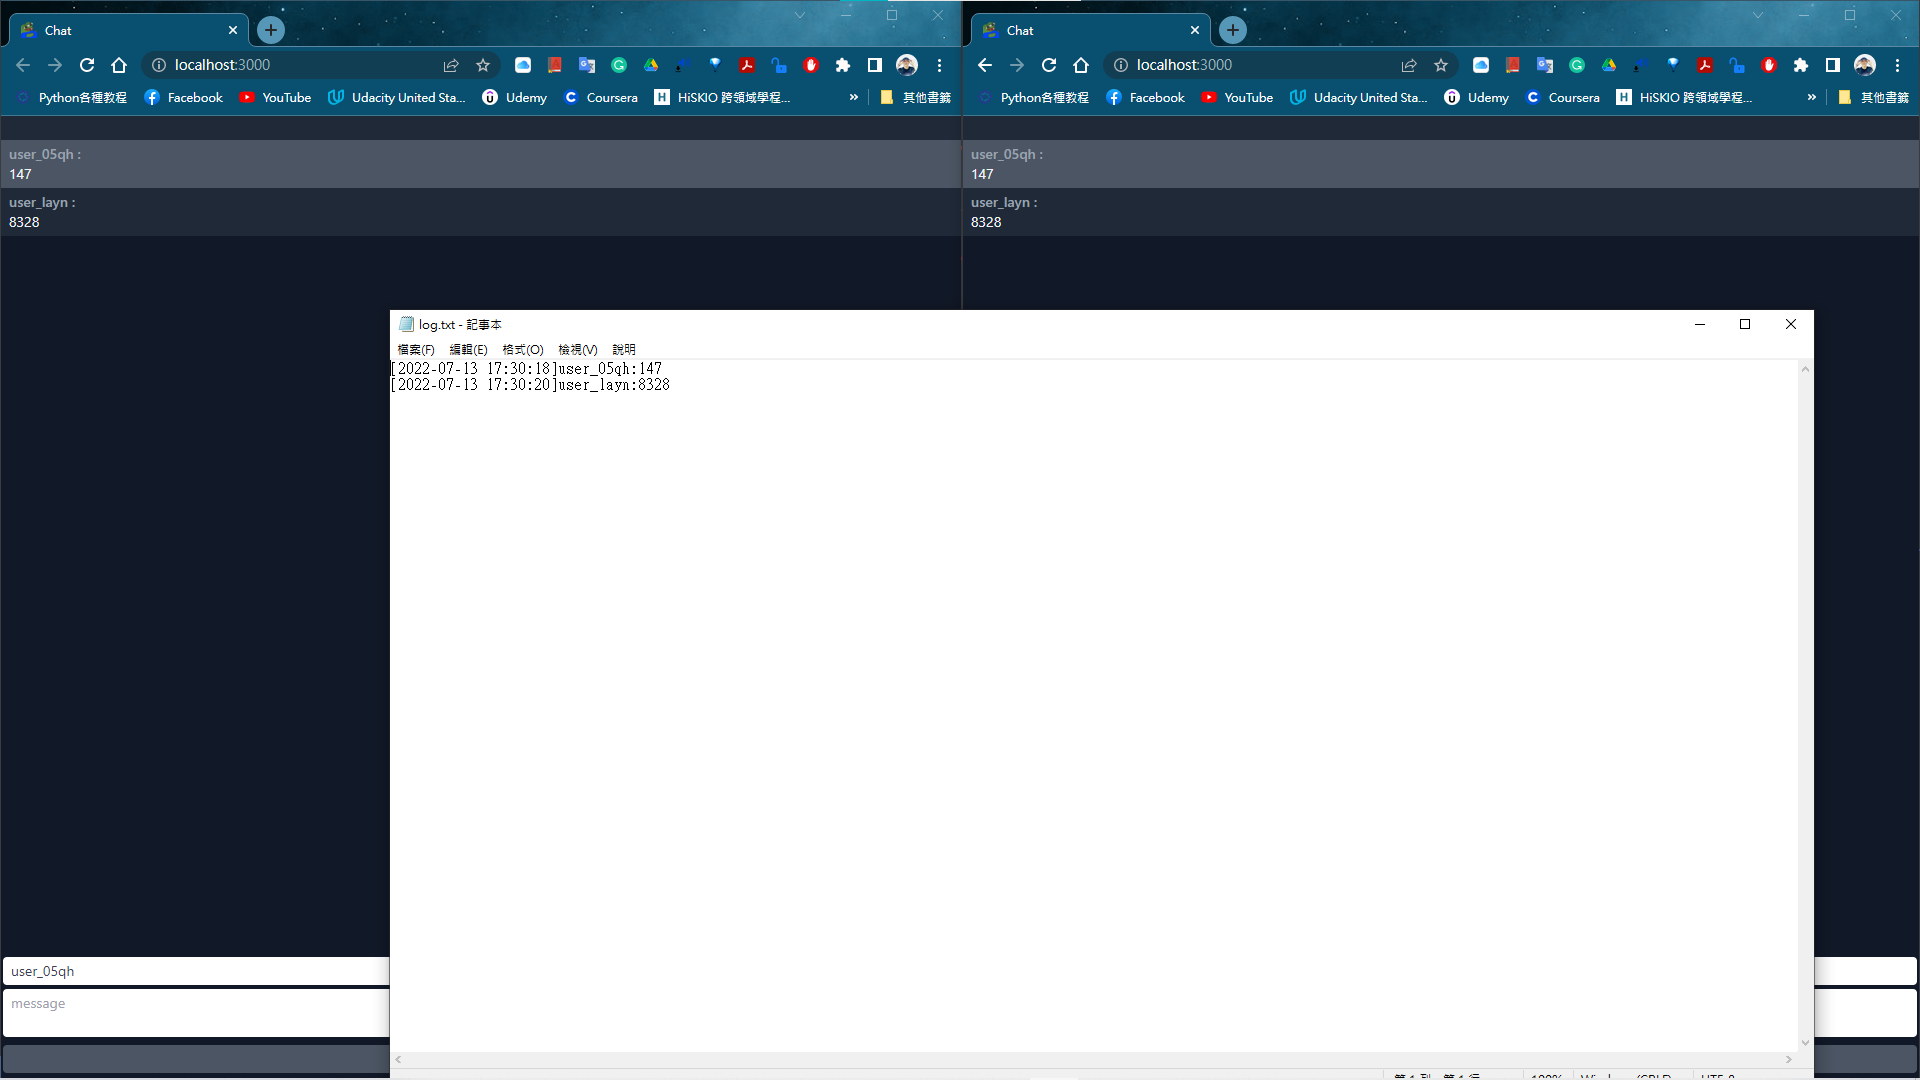 Chat
localhost:3000
Python各種教程 Facebook YouTube Udacity United Sta... Udemy Coursera HiSKIO 跨領域學程... » 其他書籤
user_05qh :
147
user_layn :
8328
user_05qh
message
Chat
localhost:3000
Python各種教程 Facebook YouTube Udacity United Sta... Udemy Coursera HiSKIO 跨領域學程... » 其他書籤
user_05qh :
147
user_layn :
8328
log.txt - 記事本
檔案(F) 編輯(E) 格式(O) 檢視(V) 說明
[2022-07-13 17:30:18]user_05qh:147
[2022-07-13 17:30:20]user_layn:8328